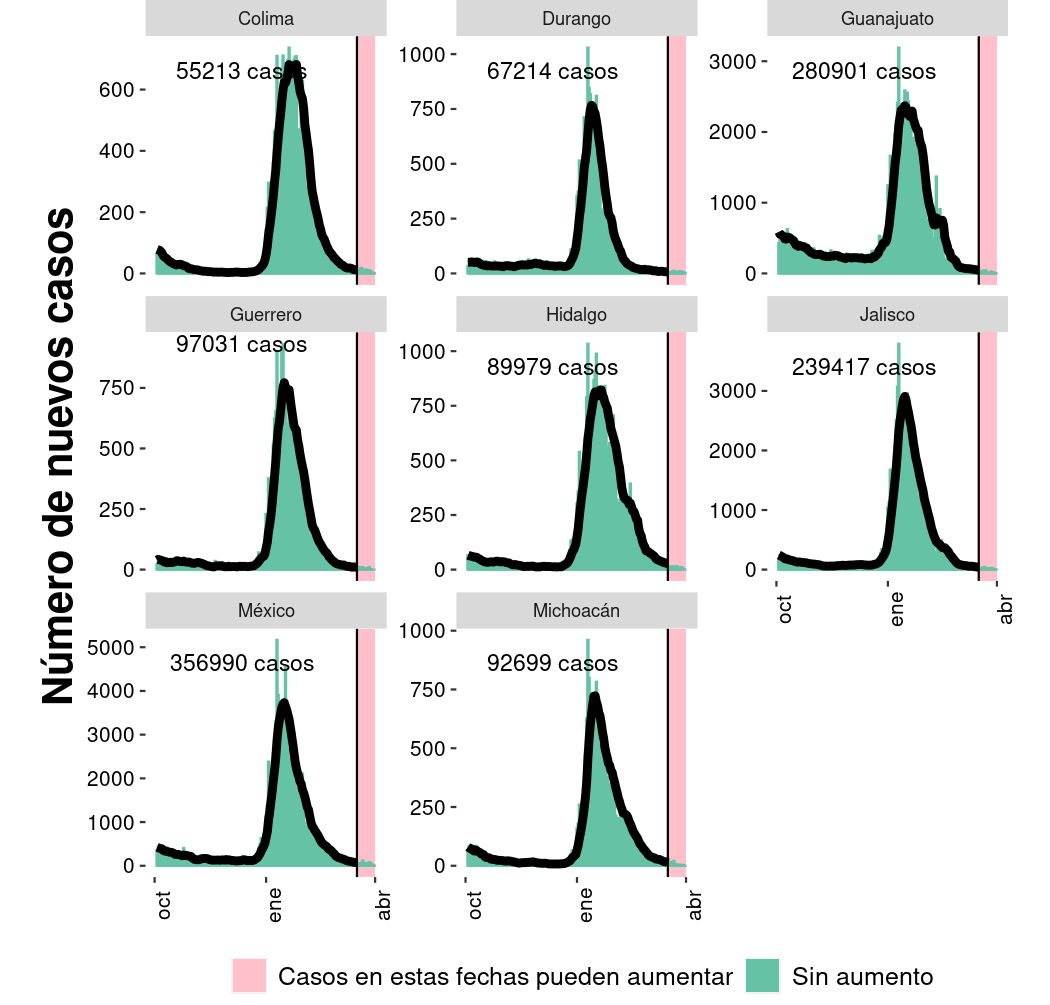 Número de nuevos casos
Colima
Durango
Guanajuato
55213 casos
67214 casos
280901 casos
600
400
200
0
1000
750
500
250
0
3000
2000
1000
0
Guerrero
Hidalgo
Jalisco
97031 casos
89979 casos
239417 casos
750
500
250
0
1000
750
500
250
0
3000
2000
1000
0
oct
ene
abr
México
Michoacán
356990 casos
92699 casos
5000
4000
3000
2000
1000
0
1000
750
500
250
0
oct
ene
abr
oct
ene
abr
Casos en estas fechas pueden aumentar
Sin aumento